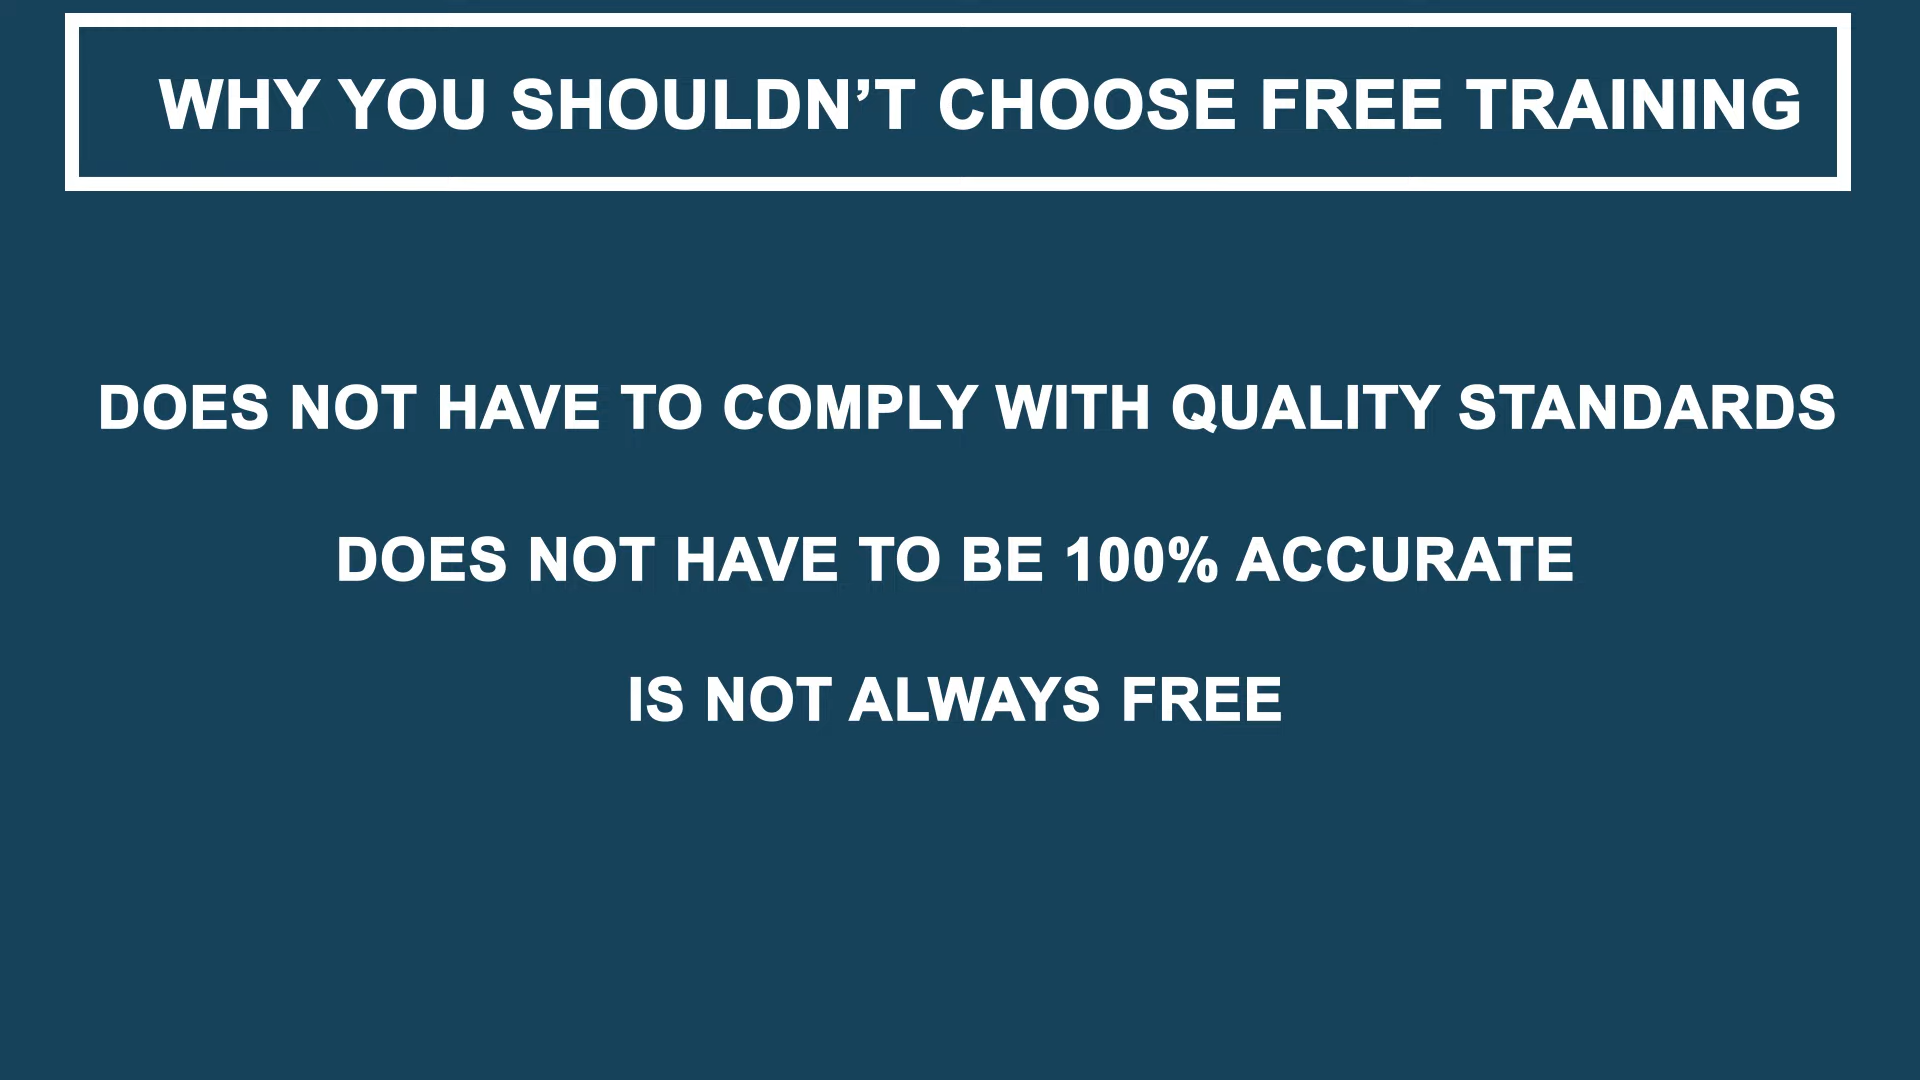 WHY YOU SHOULDN’T CHOOSE FREE TRAINING
DOES NOT HAVE TO COMPLY WITH QUALITY STANDARDS
DOES NOT HAVE TO BE 100% ACCURATE
IS NOT ALWAYS FREE